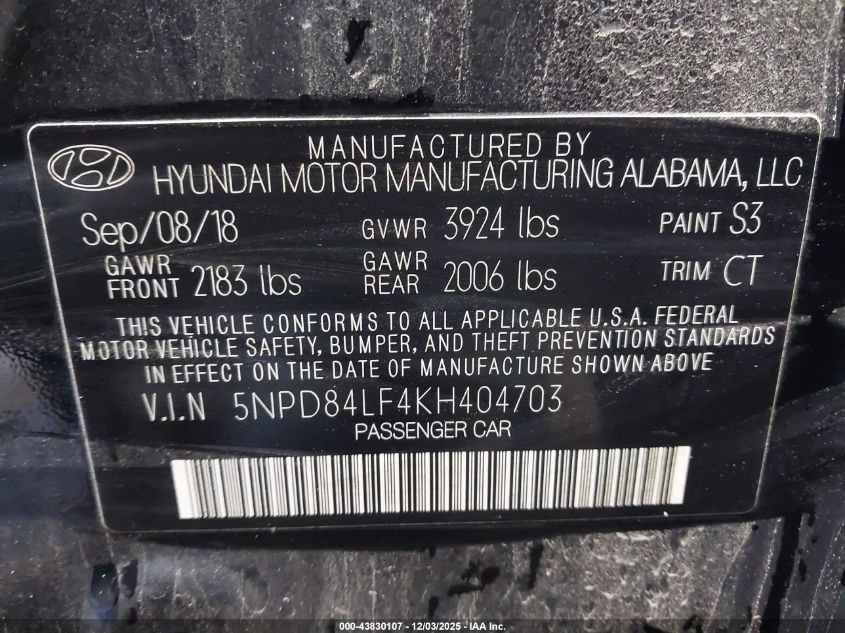 MANUFACTURED BY
HYUNDAI MOTOR MANUFACTURING ALABAMA, LLC
Sep/08/18 GVWR 3924 lbs PAINT S3
GAWR FRONT 2183 lbs GAWR REAR 2006 lbs TRIM CT
THIS VEHICLE CONFORMS TO ALL APPLICABLE U.S.A. FEDERAL
MOTOR VEHICLE SAFETY, BUMPER, AND THEFT PREVENTION STANDARDS
IN EFFECT ON THE DATE OF MANUFACTURE SHOWN ABOVE
V.I.N 5NPD84LF4KH404703
PASSENGER CAR
000-43830107 - 12/03/2025 - IAA Inc.